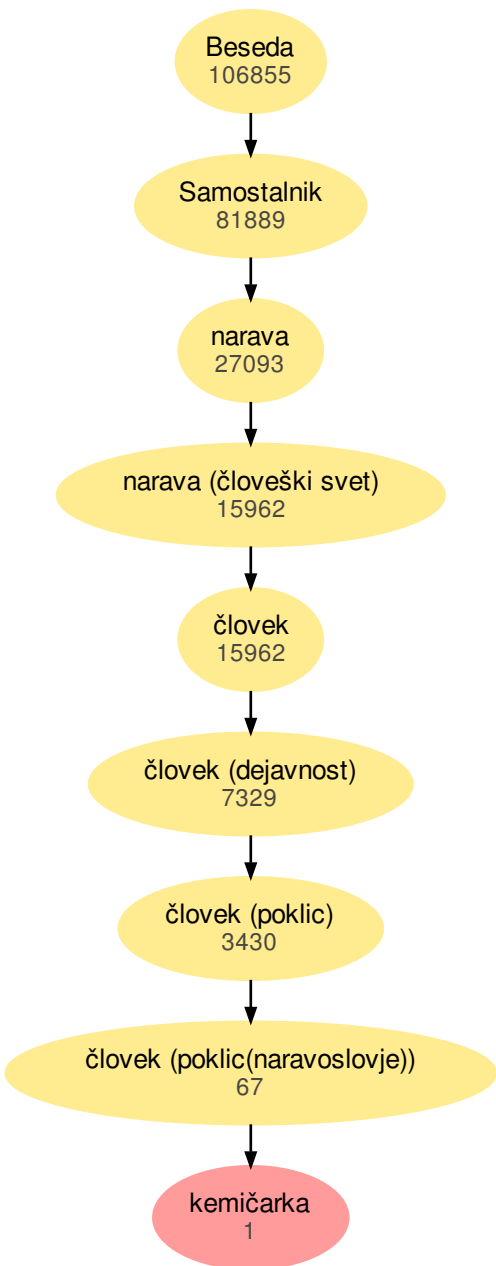 Beseda
106855
Samostalnik
81889
narava
27093
narava (človeški svet)
15962
človek
15962
človek (dejavnost)
7329
človek (poklic)
3430
človek (poklic(naravoslovje))
67
kemičarka
1